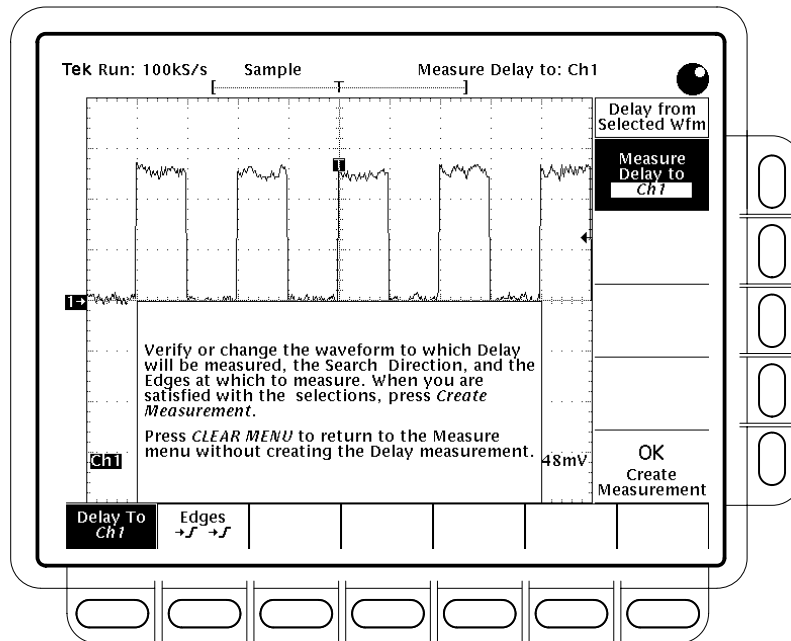 Tek Run: 100kS/s Sample Measure Delay to: Ch1
T
Delay from
Selected Wfm
Measure
Delay to
Ch1
T
1→
Verify or change the waveform to which Delay
will be measured, the Search Direction, and the
Edges at which to measure. When you are
satisfied with the selections, press Create
Measurement.
Press CLEAR MENU to return to the Measure
menu without creating the Delay measurement.
Ch1
48mV
OK
Create
Measurement
Delay To
Ch1
Edges